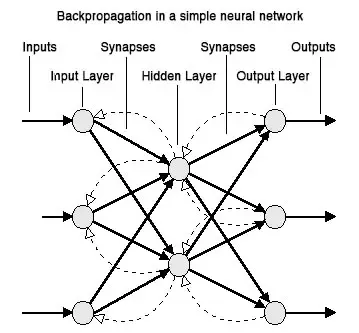 Backpropagation in a simple neural network
Inputs Synapses Synapses Outputs
Input Layer Hidden Layer Output Layer